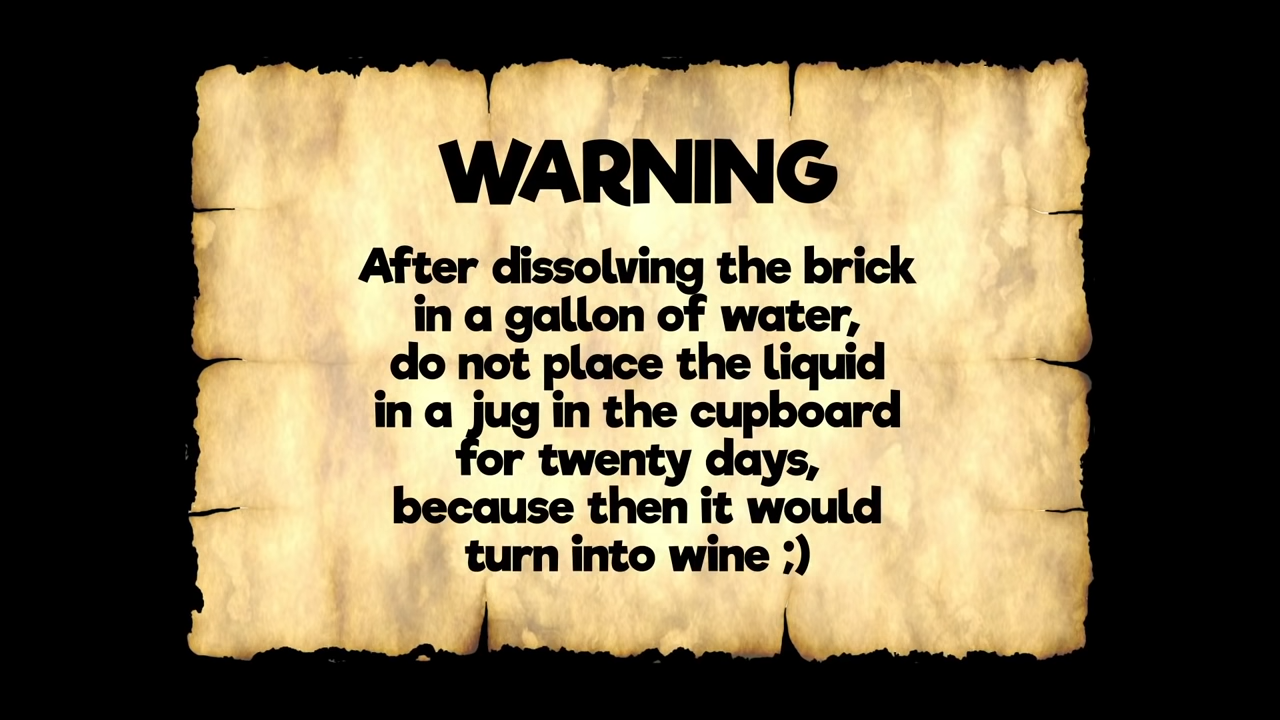 WARNING
After dissolving the brick
in a gallon of water,
do not place the liquid
in a jug in the cupboard
for twenty days,
because then it would
turn into wine ;)